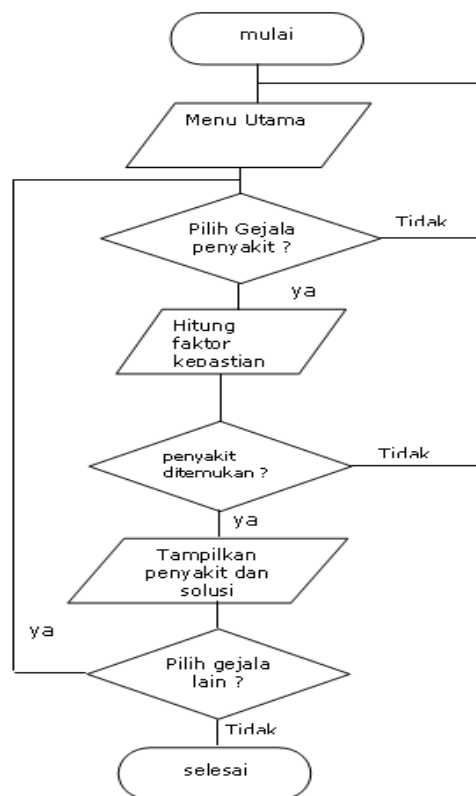 mulai
Menu Utama
Pilih Gejala
penyakit ?
Tidak
ya
Hitung
faktor
kepastian
penyakit
ditemukan ?
Tidak
ya
Tampilkan
penyakit dan
solusi
ya
Pilih gejala
lain ?
Tidak
selesai